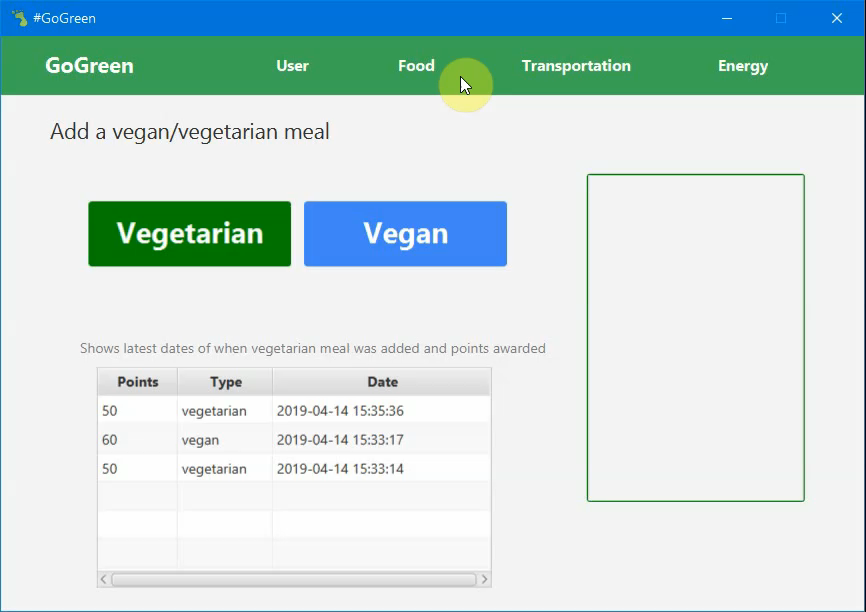 #GoGreen
GoGreen User Food Transportation Energy
Add a vegan/vegetarian meal
Vegetarian Vegan
Shows latest dates of when vegetarian meal was added and points awarded
Points Type Date
50 vegetarian 2019-04-14 15:35:36
60 vegan 2019-04-14 15:33:17
50 vegetarian 2019-04-14 15:33:14